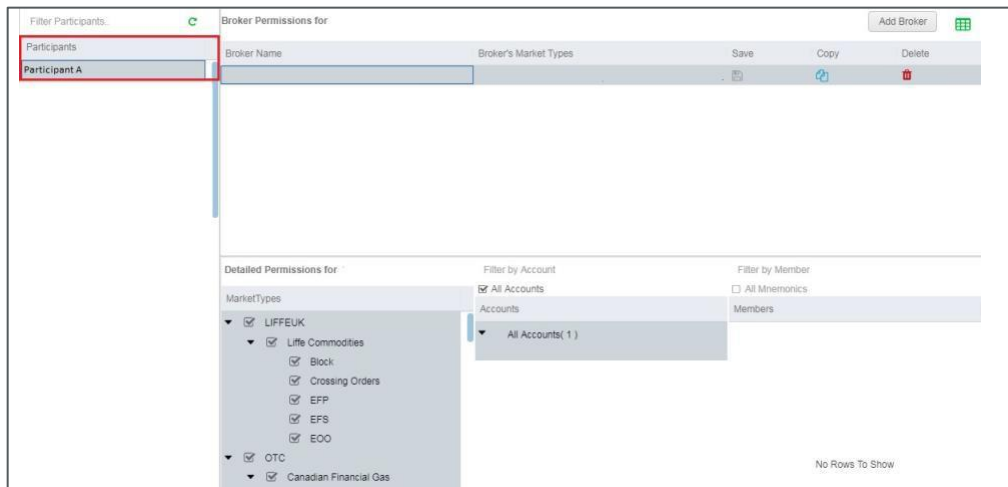 Filter Participants..
Broker Permissions for
Add Broker
Participants
Broker Name
Broker's Market Types
Save
Copy
Delete
Participant A
Detailed Permissions for
Filter by Account
Filter by Member
All Accounts
All Mnemonics
MarketTypes
Accounts
Members
LIFFEUK
All Accounts( 1 )
Liffe Commodities
Block
Crossing Orders
EFP
EFS
EOO
OTC
No Rows To Show
Canadian Financial Gas